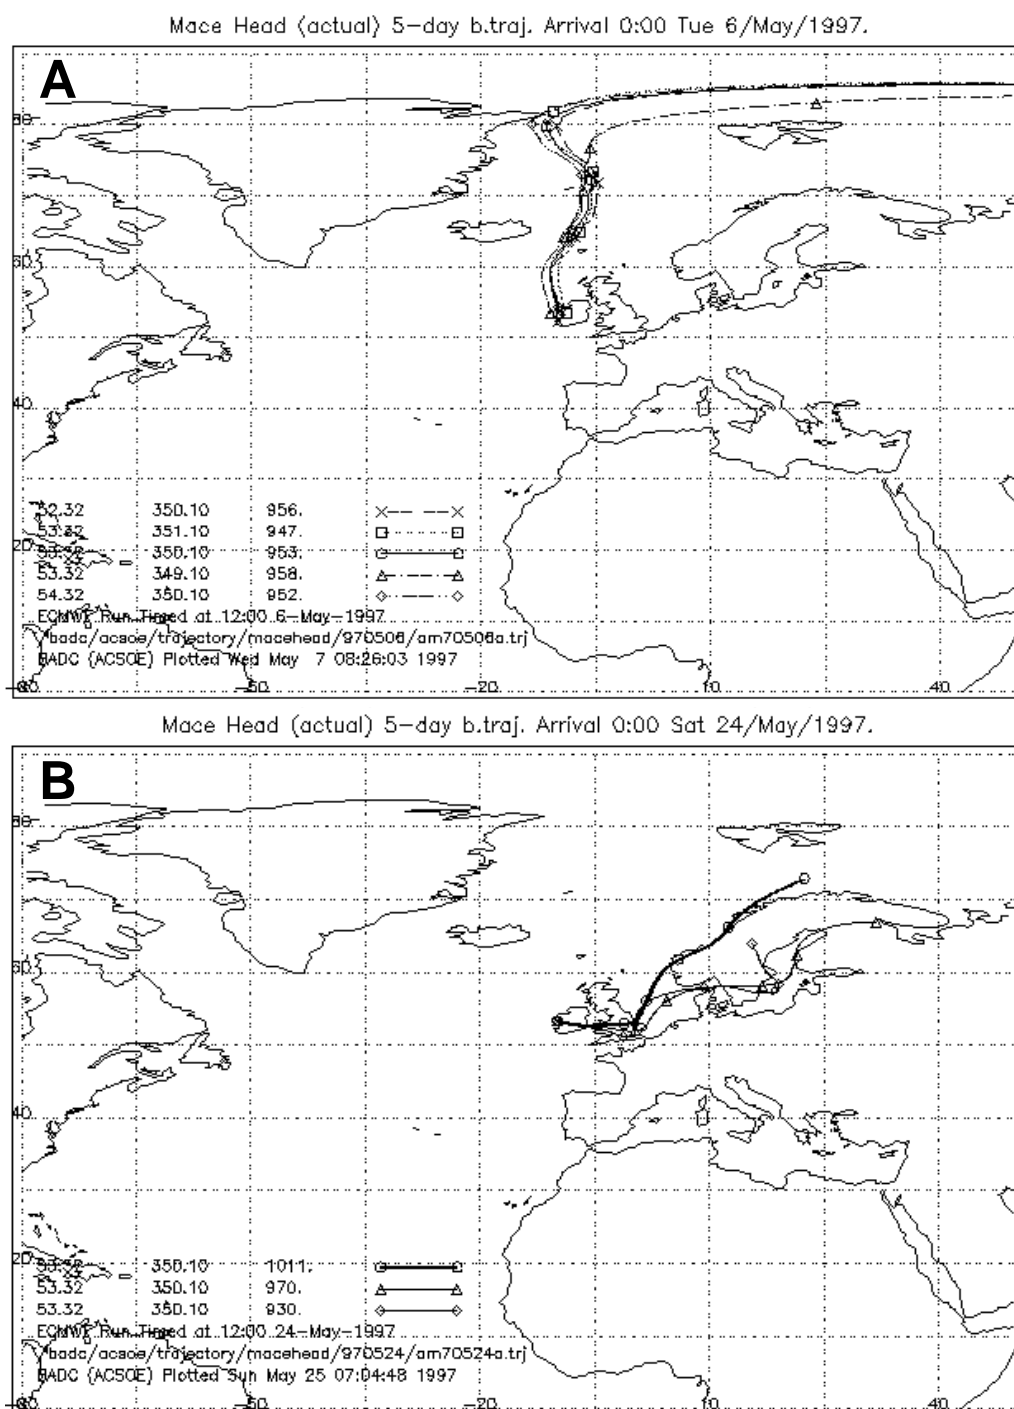 Mace Head (actual) 5-day b.traj. Arrival 0:00 Tue 6/May/1997.
A
80
60
40
52.32 350.10 956.
53.32 351.10 947.
20 53.32 350.10 953.
53.32 349.10 958.
54.32 350.10 952.
ECMWF Run Timed at 12:00 6-May-1997
/badc/acsoe/trajectory/macehead/970506/am70506a.trj
BADC (ACSOE) Plotted Wed May 7 08:26:03 1997
-80 -50 -20 10 40
Mace Head (actual) 5-day b.traj. Arrival 0:00 Sat 24/May/1997.
B
80
60
40
20 53.32 350.10 1011.
53.32 350.10 970.
53.32 350.10 930.
ECMWF Run Timed at 12:00 24-May-1997
/badc/acsoe/trajectory/macehead/970524/am70524a.trj
BADC (ACSOE) Plotted Sun May 25 07:04:48 1997
-80 -50 -20 10 40